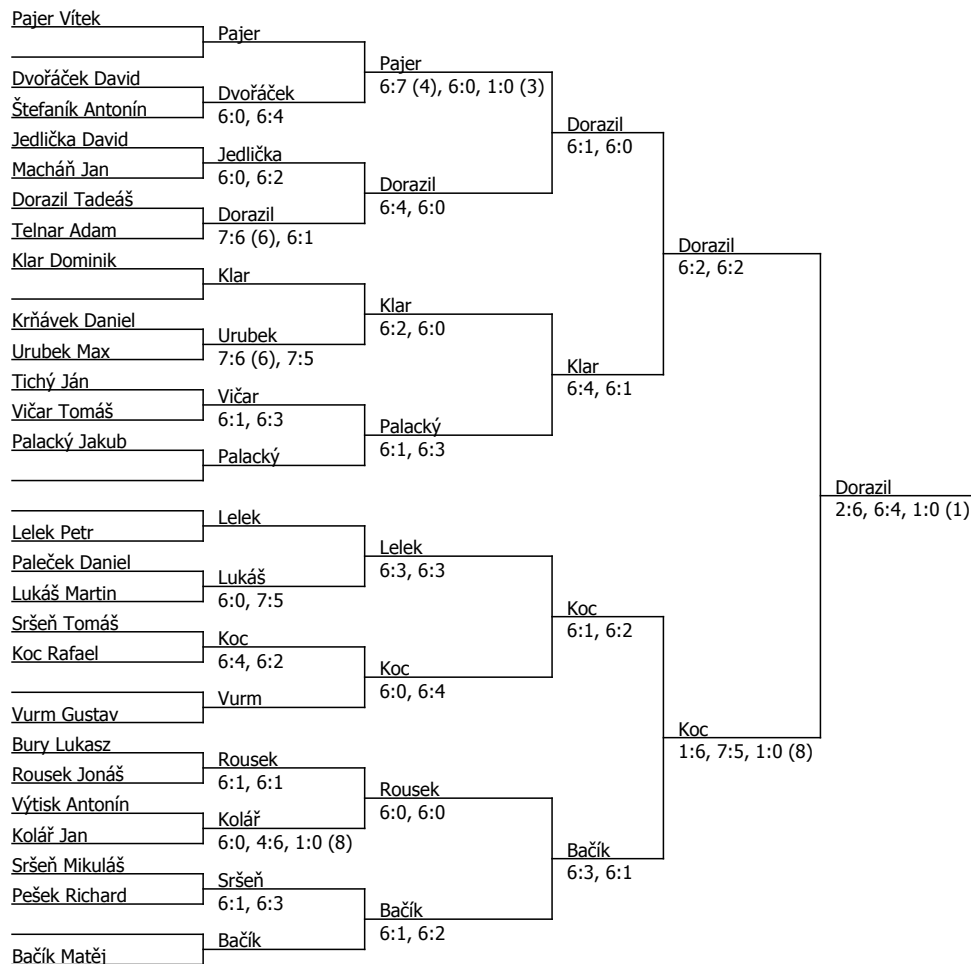 Pajer Vítek
Pajer
Pajer
6:7 (4), 6:0, 1:0 (3)
Dvořáček David
Dvořáček
6:0, 6:4
Štefaník Antonín
Dorazil
6:1, 6:0
Jedlička David
Jedlička
6:0, 6:2
Macháň Jan
Dorazil
6:4, 6:0
Dorazil Tadeáš
Dorazil
7:6 (6), 6:1
Telnar Adam
Dorazil
6:2, 6:2
Klar Dominik
Klar
Klar
6:2, 6:0
Krňávek Daniel
Urubek
7:6 (6), 7:5
Urubek Max
Klar
6:4, 6:1
Tichý Ján
Vičar
6:1, 6:3
Vičar Tomáš
Palacký
6:1, 6:3
Palacký Jakub
Palacký
Dorazil
2:6, 6:4, 1:0 (1)
Lelek
Lelek Petr
Lelek
6:3, 6:3
Paleček Daniel
Lukáš
6:0, 7:5
Lukáš Martin
Koc
6:1, 6:2
Sršeň Tomáš
Koc
6:4, 6:2
Koc Rafael
Koc
6:0, 6:4
Vurm
Vurm Gustav
Koc
1:6, 7:5, 1:0 (8)
Bury Lukasz
Rousek
6:1, 6:1
Rousek Jonáš
Rousek
6:0, 6:0
Výtisk Antonín
Kolář
6:0, 4:6, 1:0 (8)
Kolář Jan
Bačík
6:3, 6:1
Sršeň Mikuláš
Sršeň
6:1, 6:3
Pešek Richard
Bačík
6:1, 6:2
Bačík
Bačík Matěj